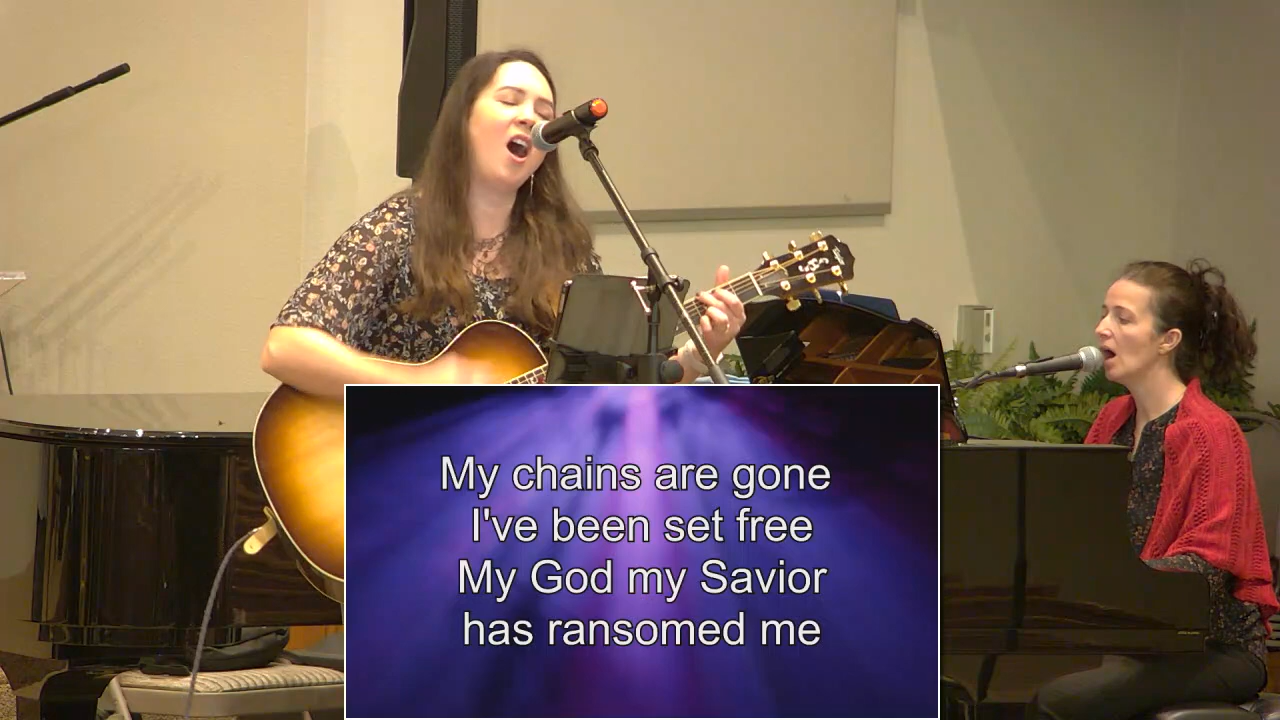 My chains are gone
I've been set free
My God my Savior
has ransomed me